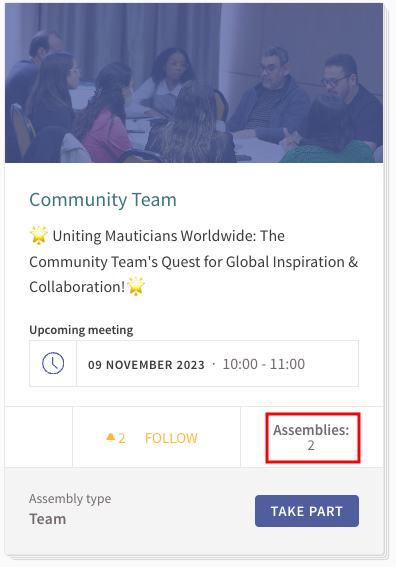 Community Team
🌟 Uniting Mauticians Worldwide: The
Community Team's Quest for Global Inspiration &
Collaboration!🌟
Upcoming meeting
09 NOVEMBER 2023 · 10:00 - 11:00
2 FOLLOW
Assemblies:
2
Assembly type
Team
TAKE PART